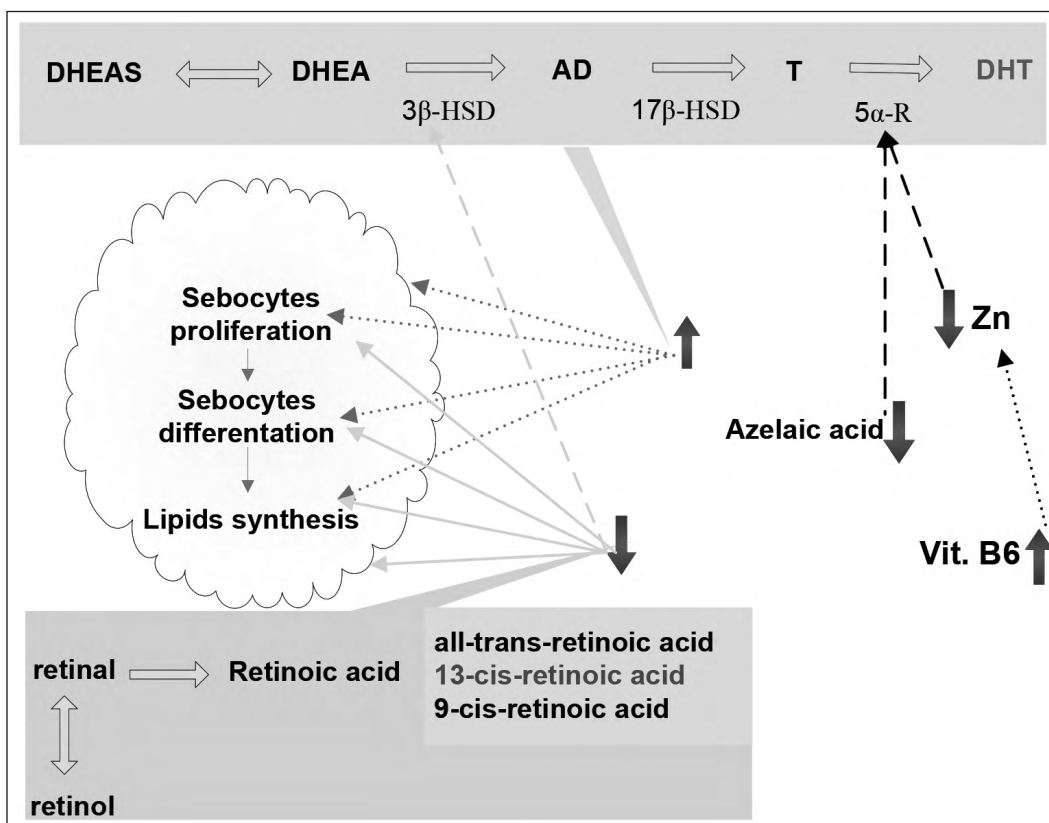 DHEAS DHEA AD T DHT
3β-HSD 17β-HSD 5α-R
Sebocytes
proliferation
Sebocytes
differentation
Lipids synthesis
Zn
Azelaic acid
Vit. B6
all-trans-retinoic acid
retinal Retinoic acid 13-cis-retinoic acid
9-cis-retinoic acid
retinol